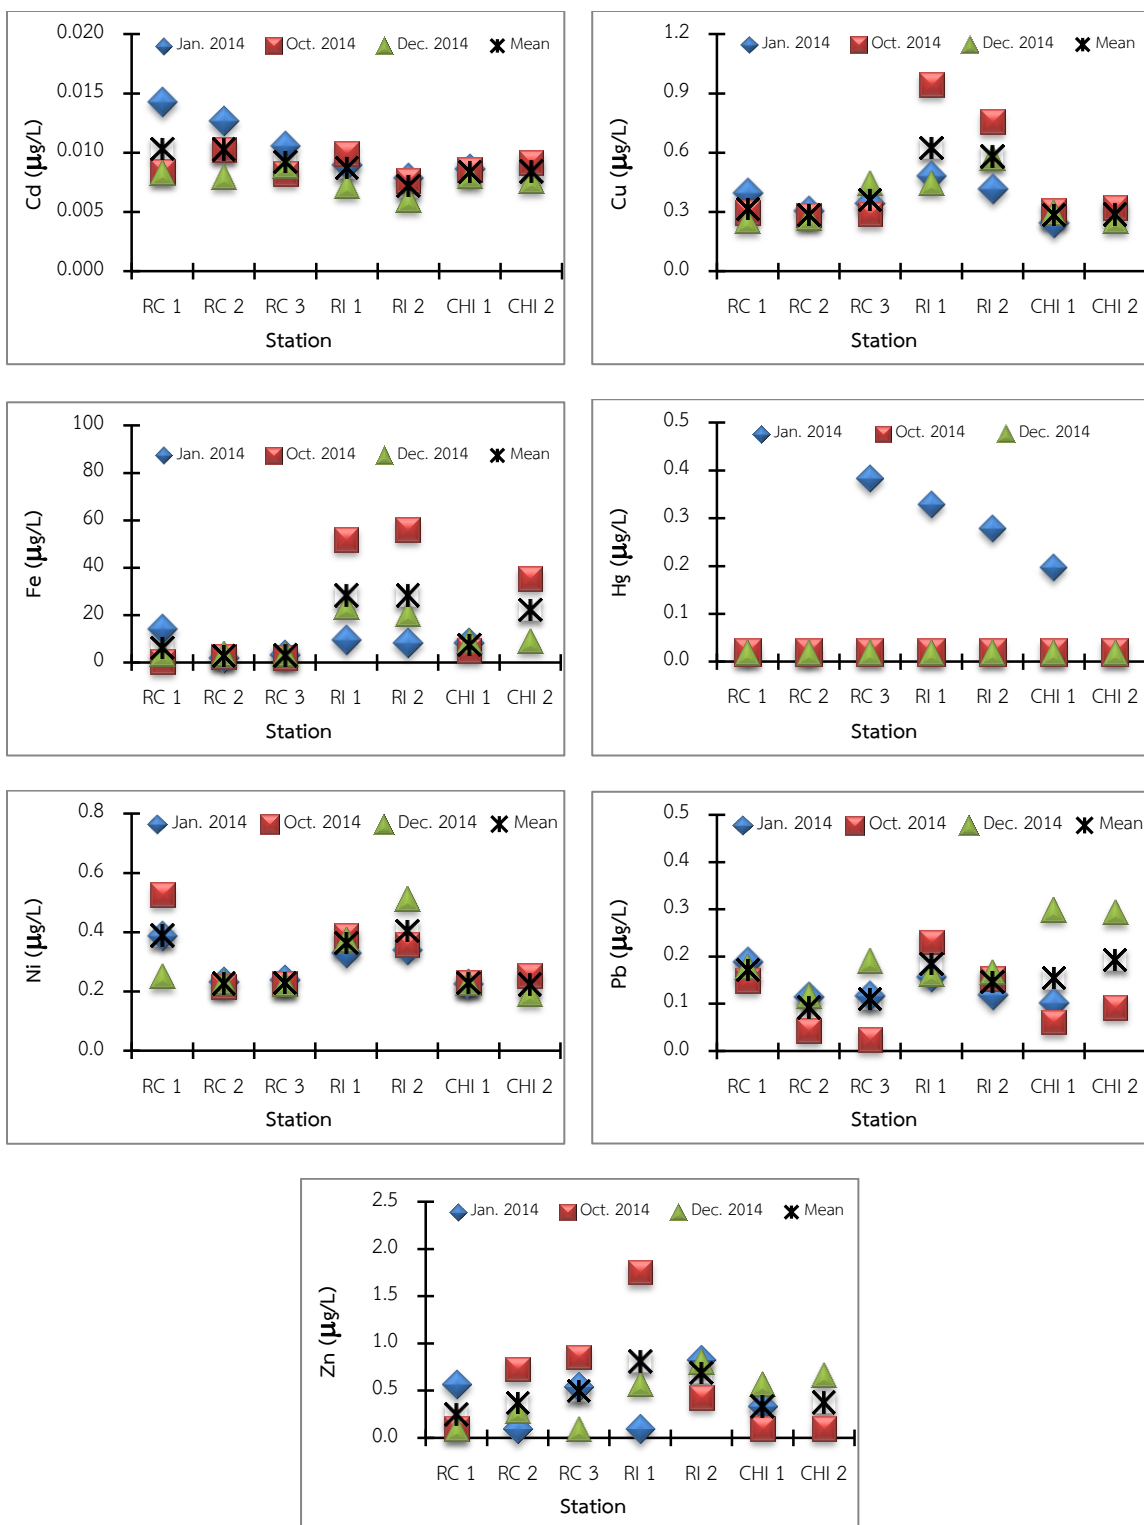 0.020
Jan. 2014 Oct. 2014 Dec. 2014 Mean
0.015
0.010
0.005
0.000
Cd (µg/L)
RC 1 RC 2 RC 3 RI 1 RI 2 CHI 1 CHI 2
Station
1.2
Jan. 2014 Oct. 2014 Dec. 2014 Mean
0.9
0.6
0.3
0.0
Cu (µg/L)
RC 1 RC 2 RC 3 RI 1 RI 2 CHI 1 CHI 2
Station
100
Jan. 2014 Oct. 2014 Dec. 2014 Mean
80
60
40
20
0
Fe (µg/L)
RC 1 RC 2 RC 3 RI 1 RI 2 CHI 1 CHI 2
Station
0.5
Jan. 2014 Oct. 2014 Dec. 2014
0.4
0.3
0.2
0.1
0.0
Hg (µg/L)
RC 1 RC 2 RC 3 RI 1 RI 2 CHI 1 CHI 2
Station
0.8
Jan. 2014 Oct. 2014 Dec. 2014 Mean
0.6
0.4
0.2
0.0
Ni (µg/L)
RC 1 RC 2 RC 3 RI 1 RI 2 CHI 1 CHI 2
Station
0.5
Jan. 2014 Oct. 2014 Dec. 2014 Mean
0.4
0.3
0.2
0.1
0.0
Pb (µg/L)
RC 1 RC 2 RC 3 RI 1 RI 2 CHI 1 CHI 2
Station
2.5
Jan. 2014 Oct. 2014 Dec. 2014 Mean
2.0
1.5
1.0
0.5
0.0
Zn (µg/L)
RC 1 RC 2 RC 3 RI 1 RI 2 CHI 1 CHI 2
Station